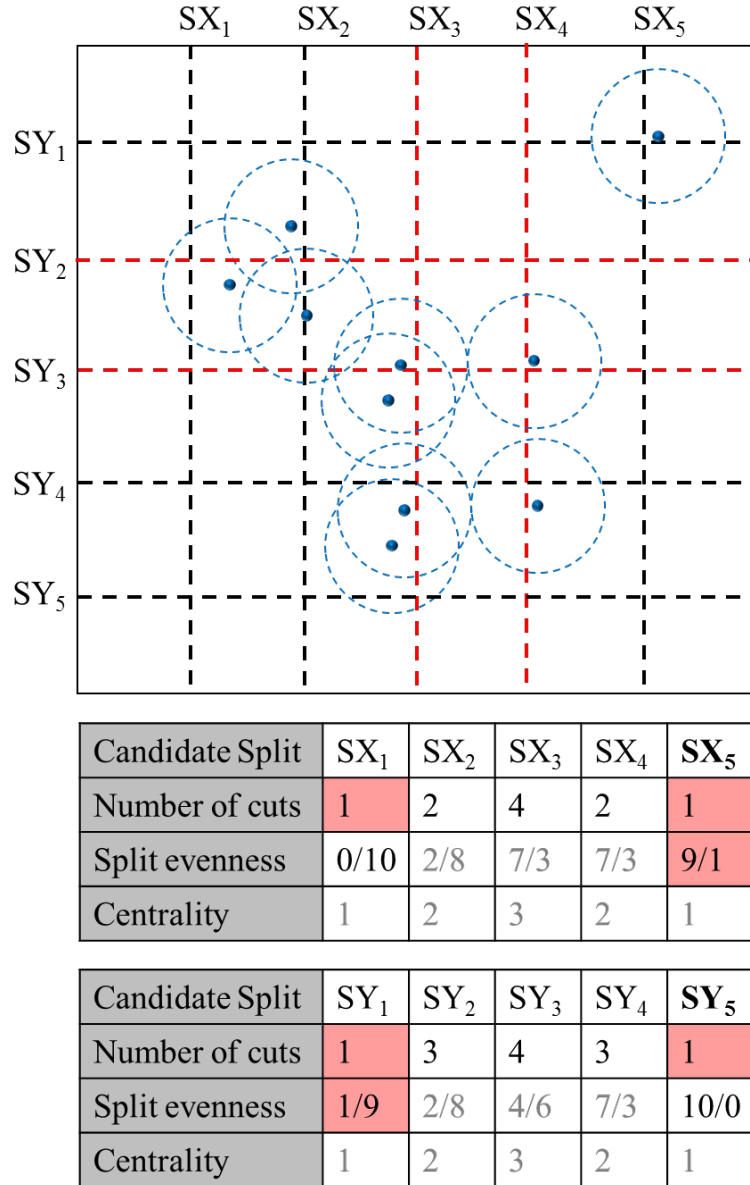 SX₁ SX₂ SX₃ SX₄ SX₅
SY₁
SY₂
SY₃
SY₄
SY₅
Candidate Split SX₁ SX₂ SX₃ SX₄ SX₅
Number of cuts 1 2 4 2 1
Split evenness 0/10 2/8 7/3 7/3 9/1
Centrality 1 2 3 2 1
Candidate Split SY₁ SY₂ SY₃ SY₄ SY₅
Number of cuts 1 3 4 3 1
Split evenness 1/9 2/8 4/6 7/3 10/0
Centrality 1 2 3 2 1